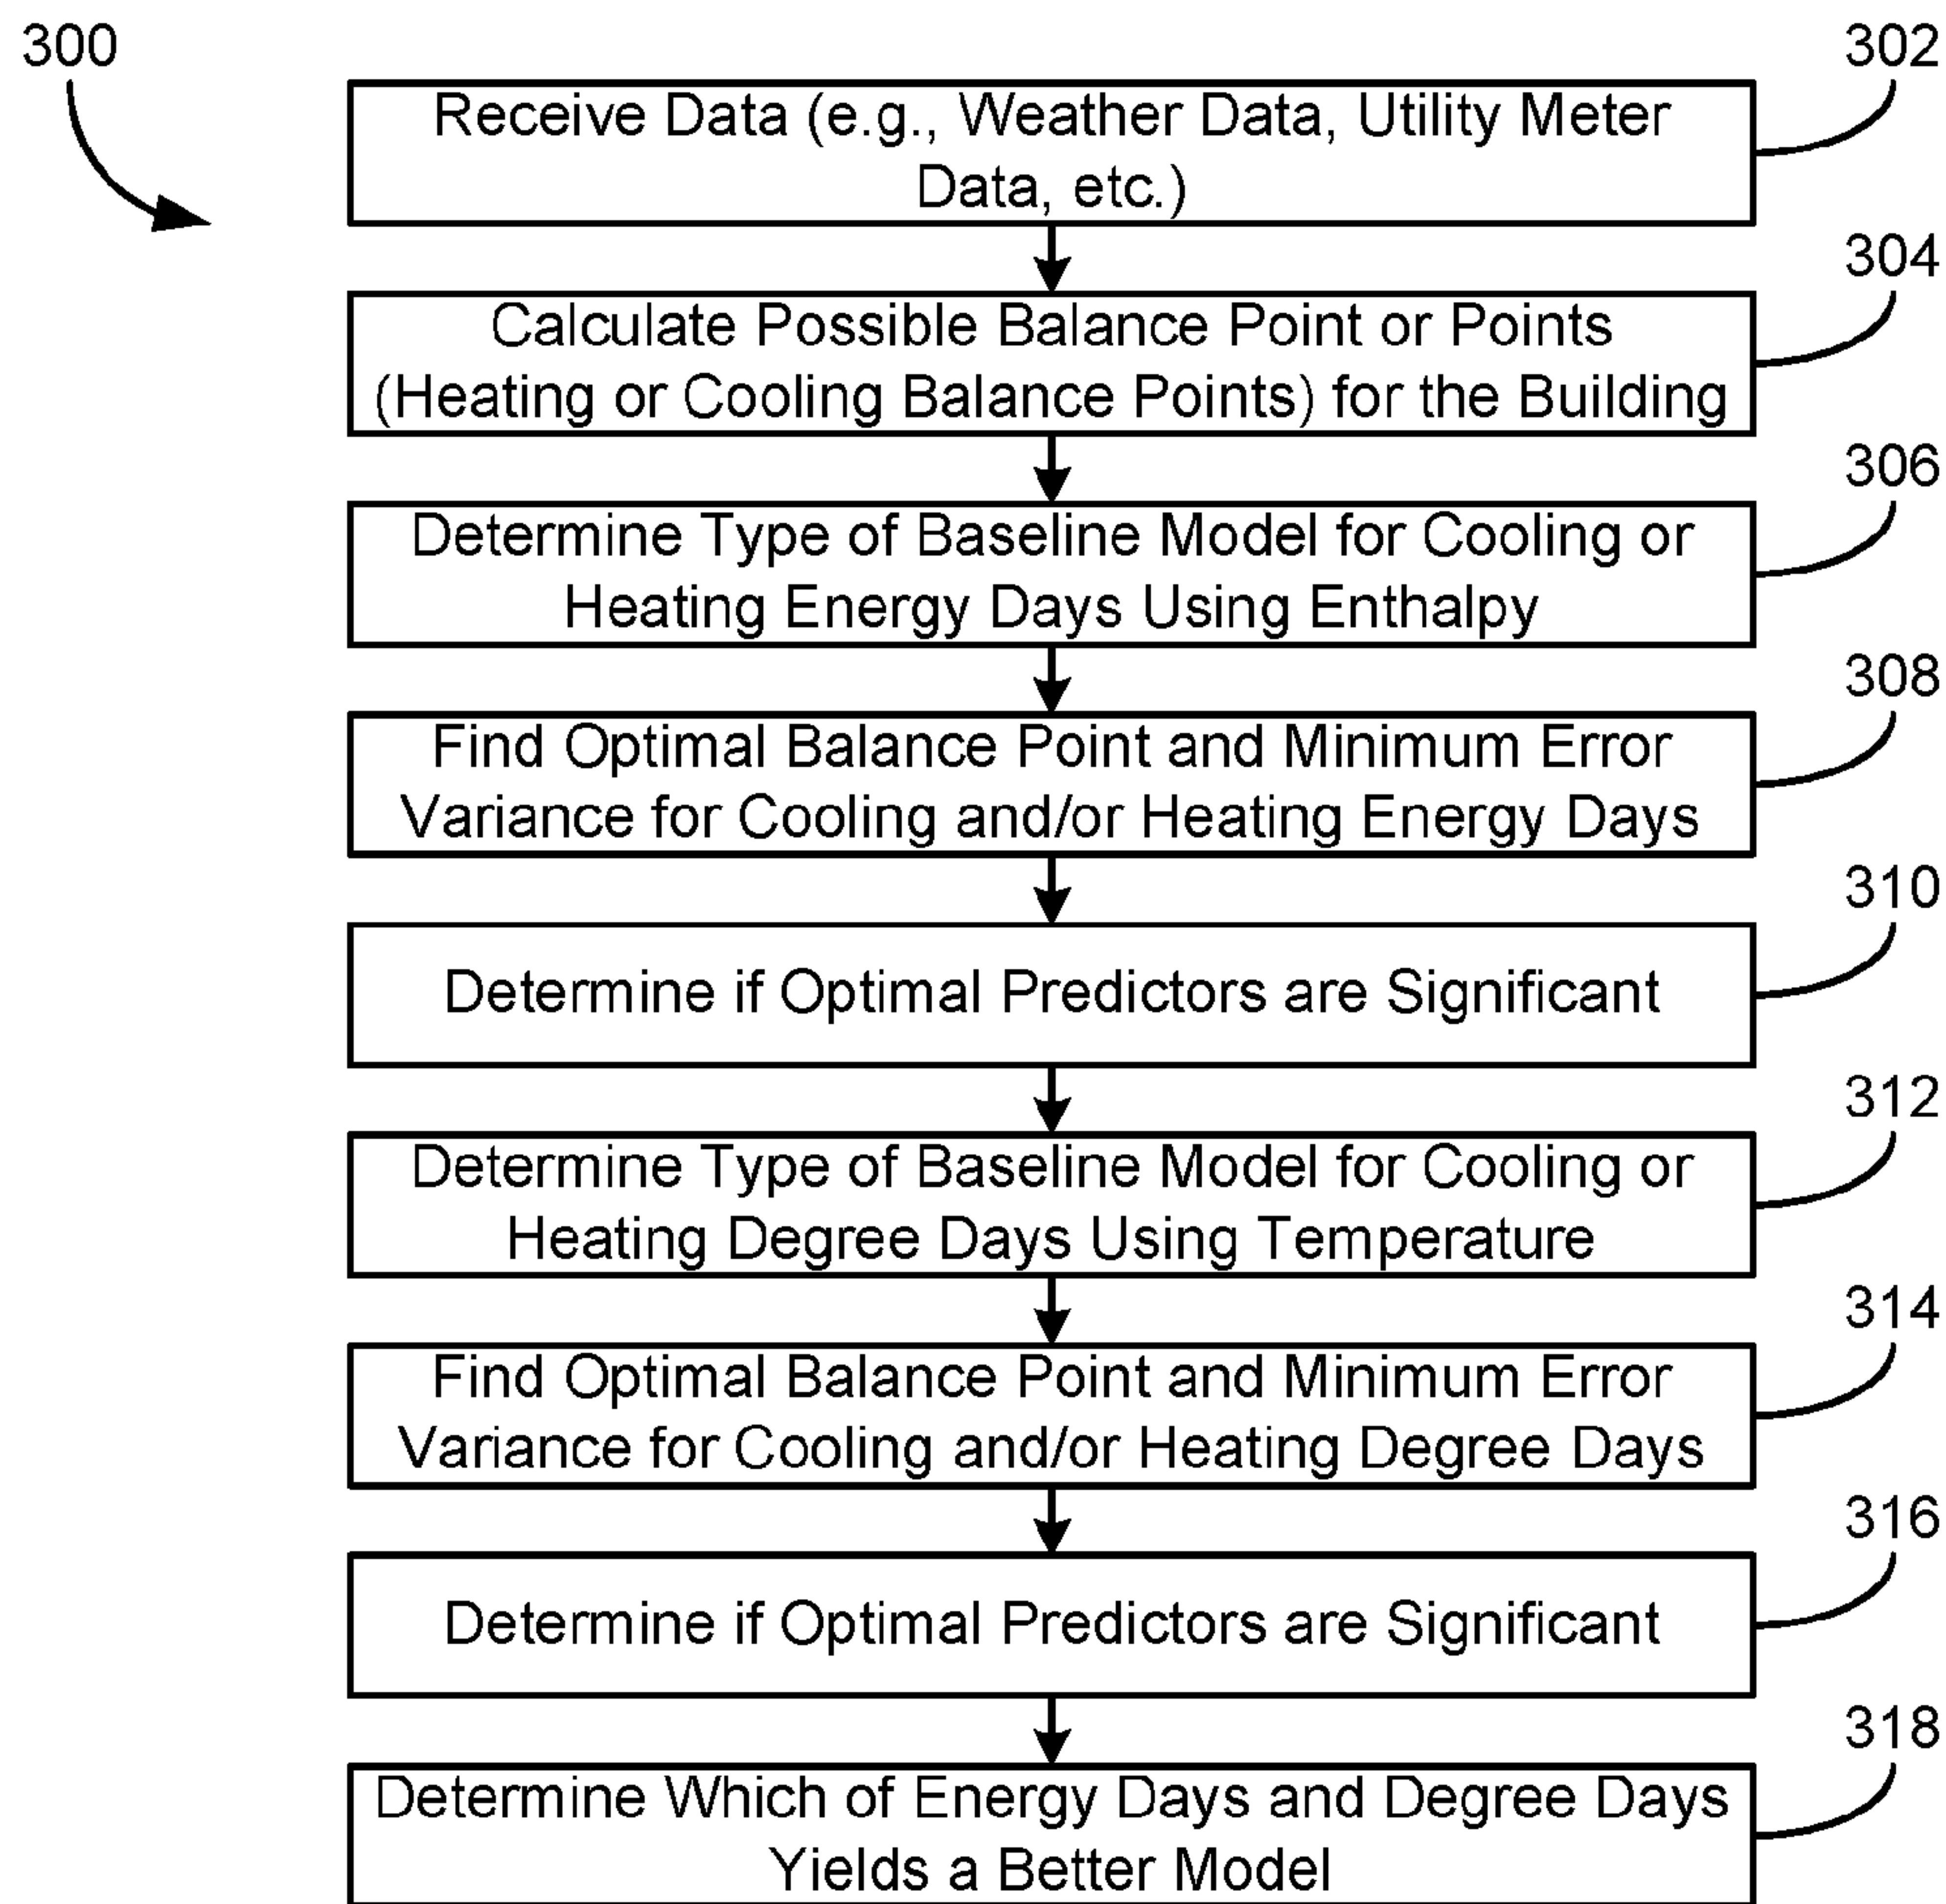 300
302
Receive Data (e.g., Weather Data, Utility Meter
Data, etc.)
304
Calculate Possible Balance Point or Points
(Heating or Cooling Balance Points) for the Building
306
Determine Type of Baseline Model for Cooling or
Heating Energy Days Using Enthalpy
308
Find Optimal Balance Point and Minimum Error
Variance for Cooling and/or Heating Energy Days
310
Determine if Optimal Predictors are Significant
312
Determine Type of Baseline Model for Cooling or
Heating Degree Days Using Temperature
314
Find Optimal Balance Point and Minimum Error
Variance for Cooling and/or Heating Degree Days
316
Determine if Optimal Predictors are Significant
318
Determine Which of Energy Days and Degree Days
Yields a Better Model